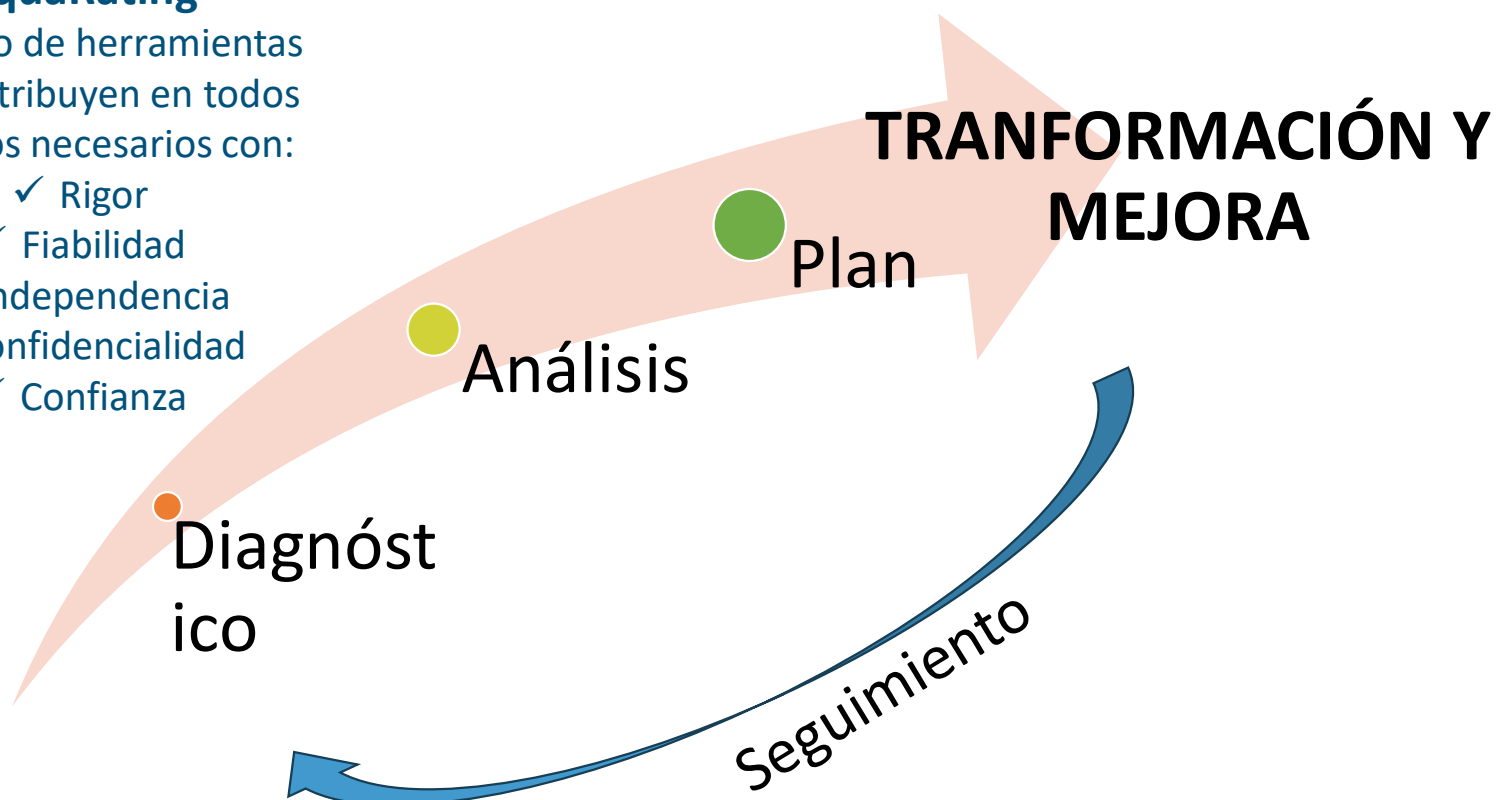 quaRating
o de herramientas
tribuyen en todos
os necesarios con:
✓ Rigor
Fiabilidad
ndependencia
onfidencialidad
Confianza
TRANFORMACIÓN Y
MEJORA
Plan
Análisis
Diagnóst
ico
Seguimiento